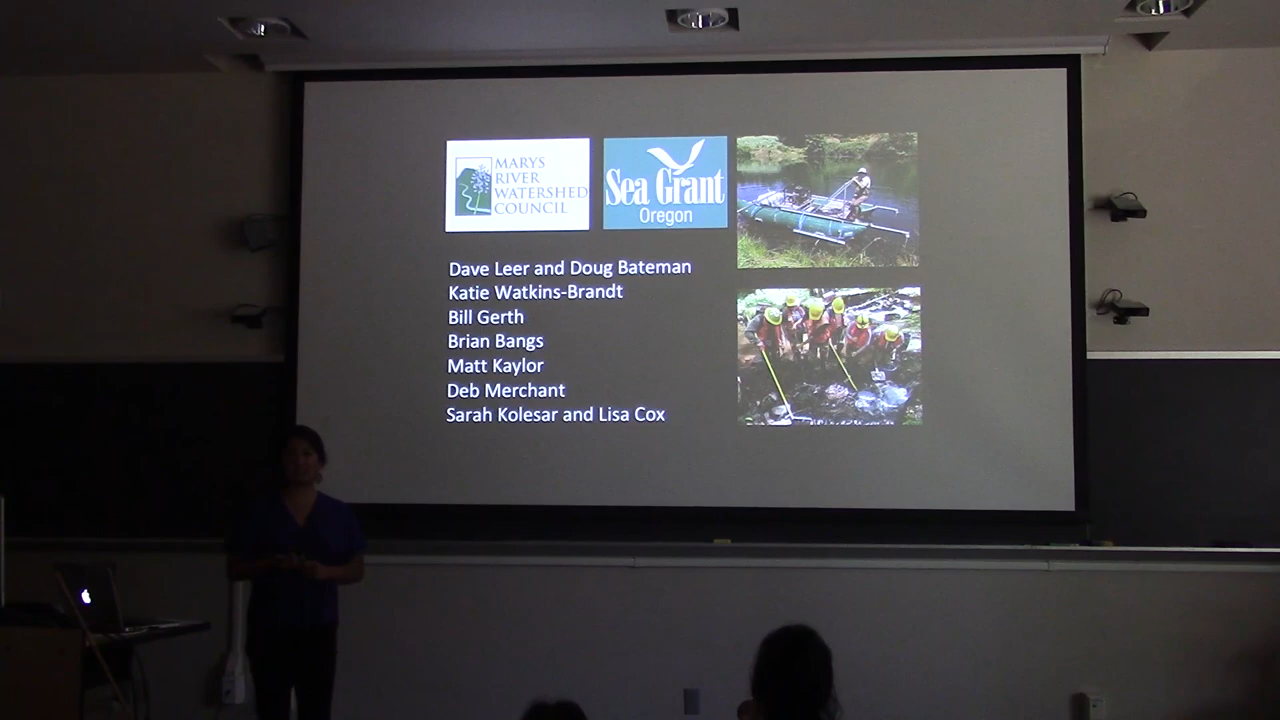 MARYS
RIVER
WATERSHED
COUNCIL
Sea Grant
Oregon
Dave Leer and Doug Bateman
Katie Watkins-Brandt
Bill Gerth
Brian Bangs
Matt Kaylor
Deb Merchant
Sarah Kolesar and Lisa Cox